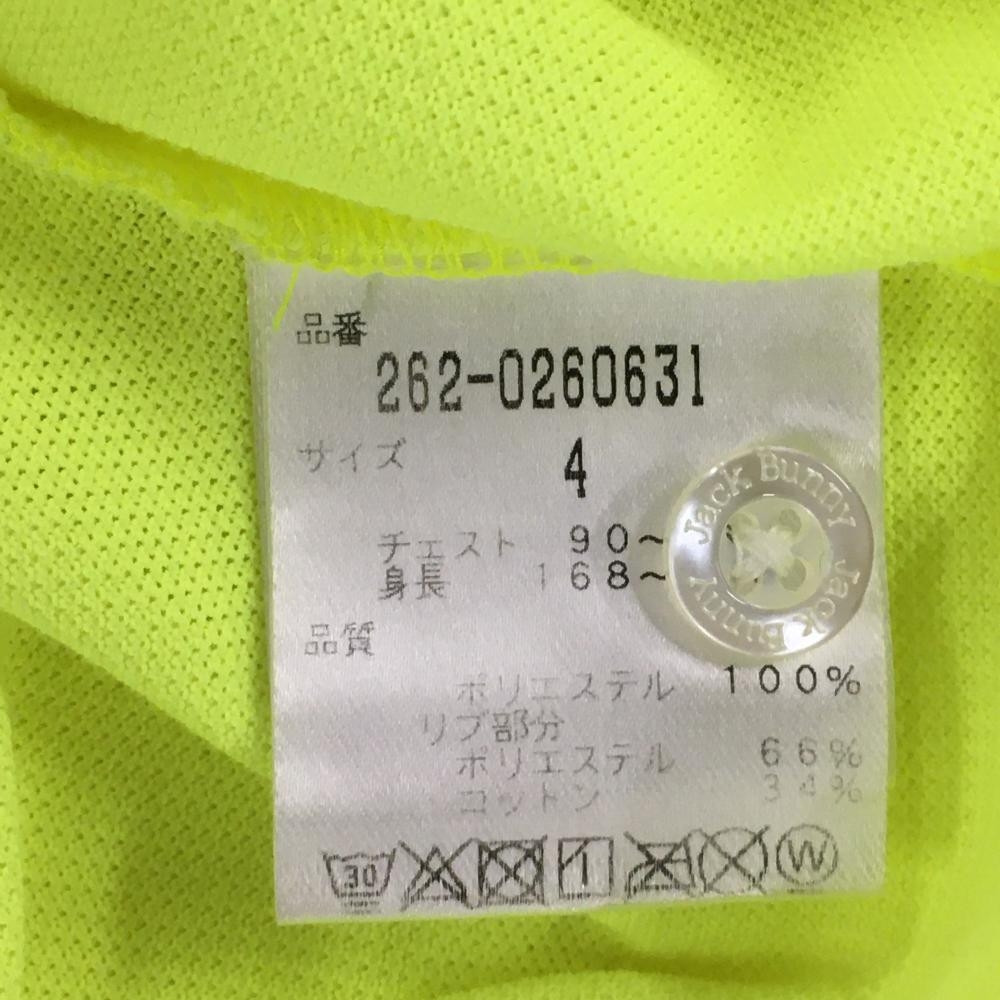 品番
262-0260631
サイズ 4
チェスト 90~
身長 168~
品質
ポリエステル 100%
リブ部分
ポリエステル 66%
コットン 34%
30 W
Jack Bunny
Jack Bunny